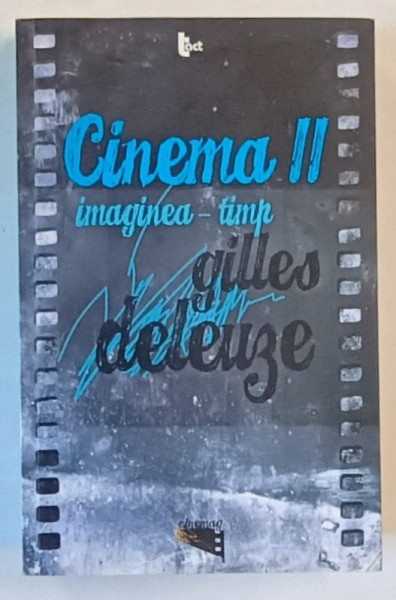 tact
Cinema II
imaginea - timp
gilles
deleuze
cinemag